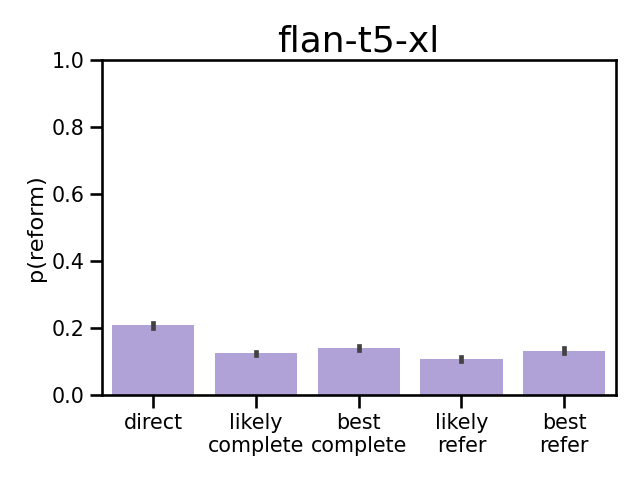 flan-t5-xl
1.0
0.8
0.6
0.4
0.2
0.0
p(reform)
direct
likely
complete
best
complete
likely
refer
best
refer